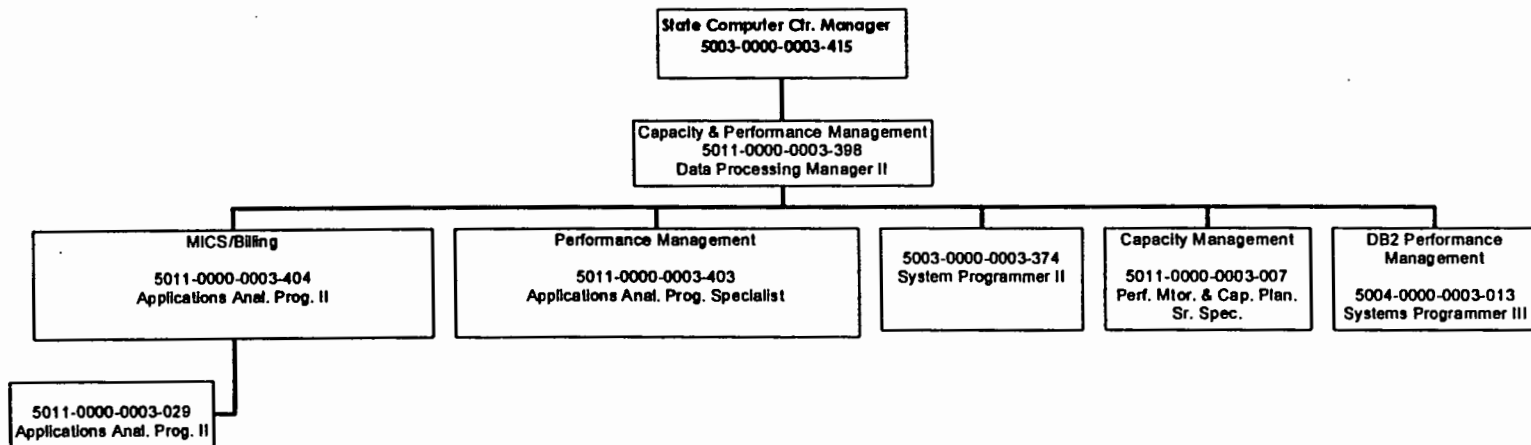 State Computer Ctr. Manager
5003-0000-0003-415
Capacity & Performance Management
5011-0000-0003-398
Data Processing Manager II
MICS/Billing
5011-0000-0003-404
Applications Anal. Prog. II
Performance Management
5011-0000-0003-403
Applications Anal. Prog. Specialist
5003-0000-0003-374
System Programmer II
Capacity Management
5011-0000-0003-007
Perf. Mtor. & Cap. Plan.
Sr. Spec.
DB2 Performance
Management
5004-0000-0003-013
Systems Programmer III
5011-0000-0003-029
Applications Anal. Prog. II